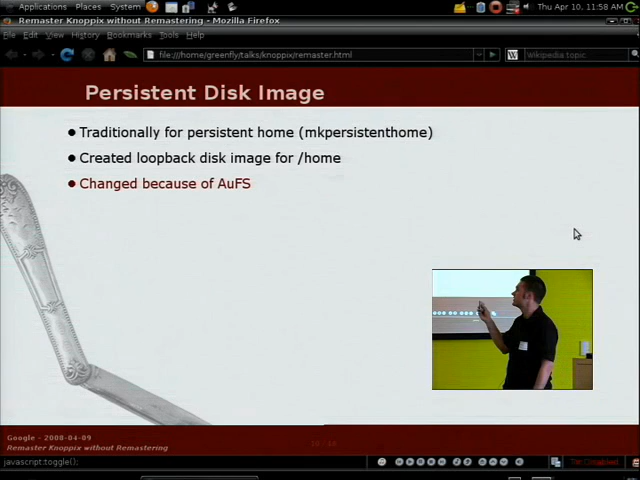 Applications Places System
Thu Apr 10, 11:58 AM
Remaster Knoppix without Remastering - Mozilla Firefox
File Edit View History Bookmarks Tools Help
file:///home/greenfly/talks/knoppix/remaster.html
W Wikipedia topic
Persistent Disk Image
• Traditionally for persistent home (mkpersistenthome)
• Created loopback disk image for /home
• Changed because of AuFS
Google - 2008-04-09
Remaster Knoppix without Remastering
javascript:toggle();
Tor Disabled